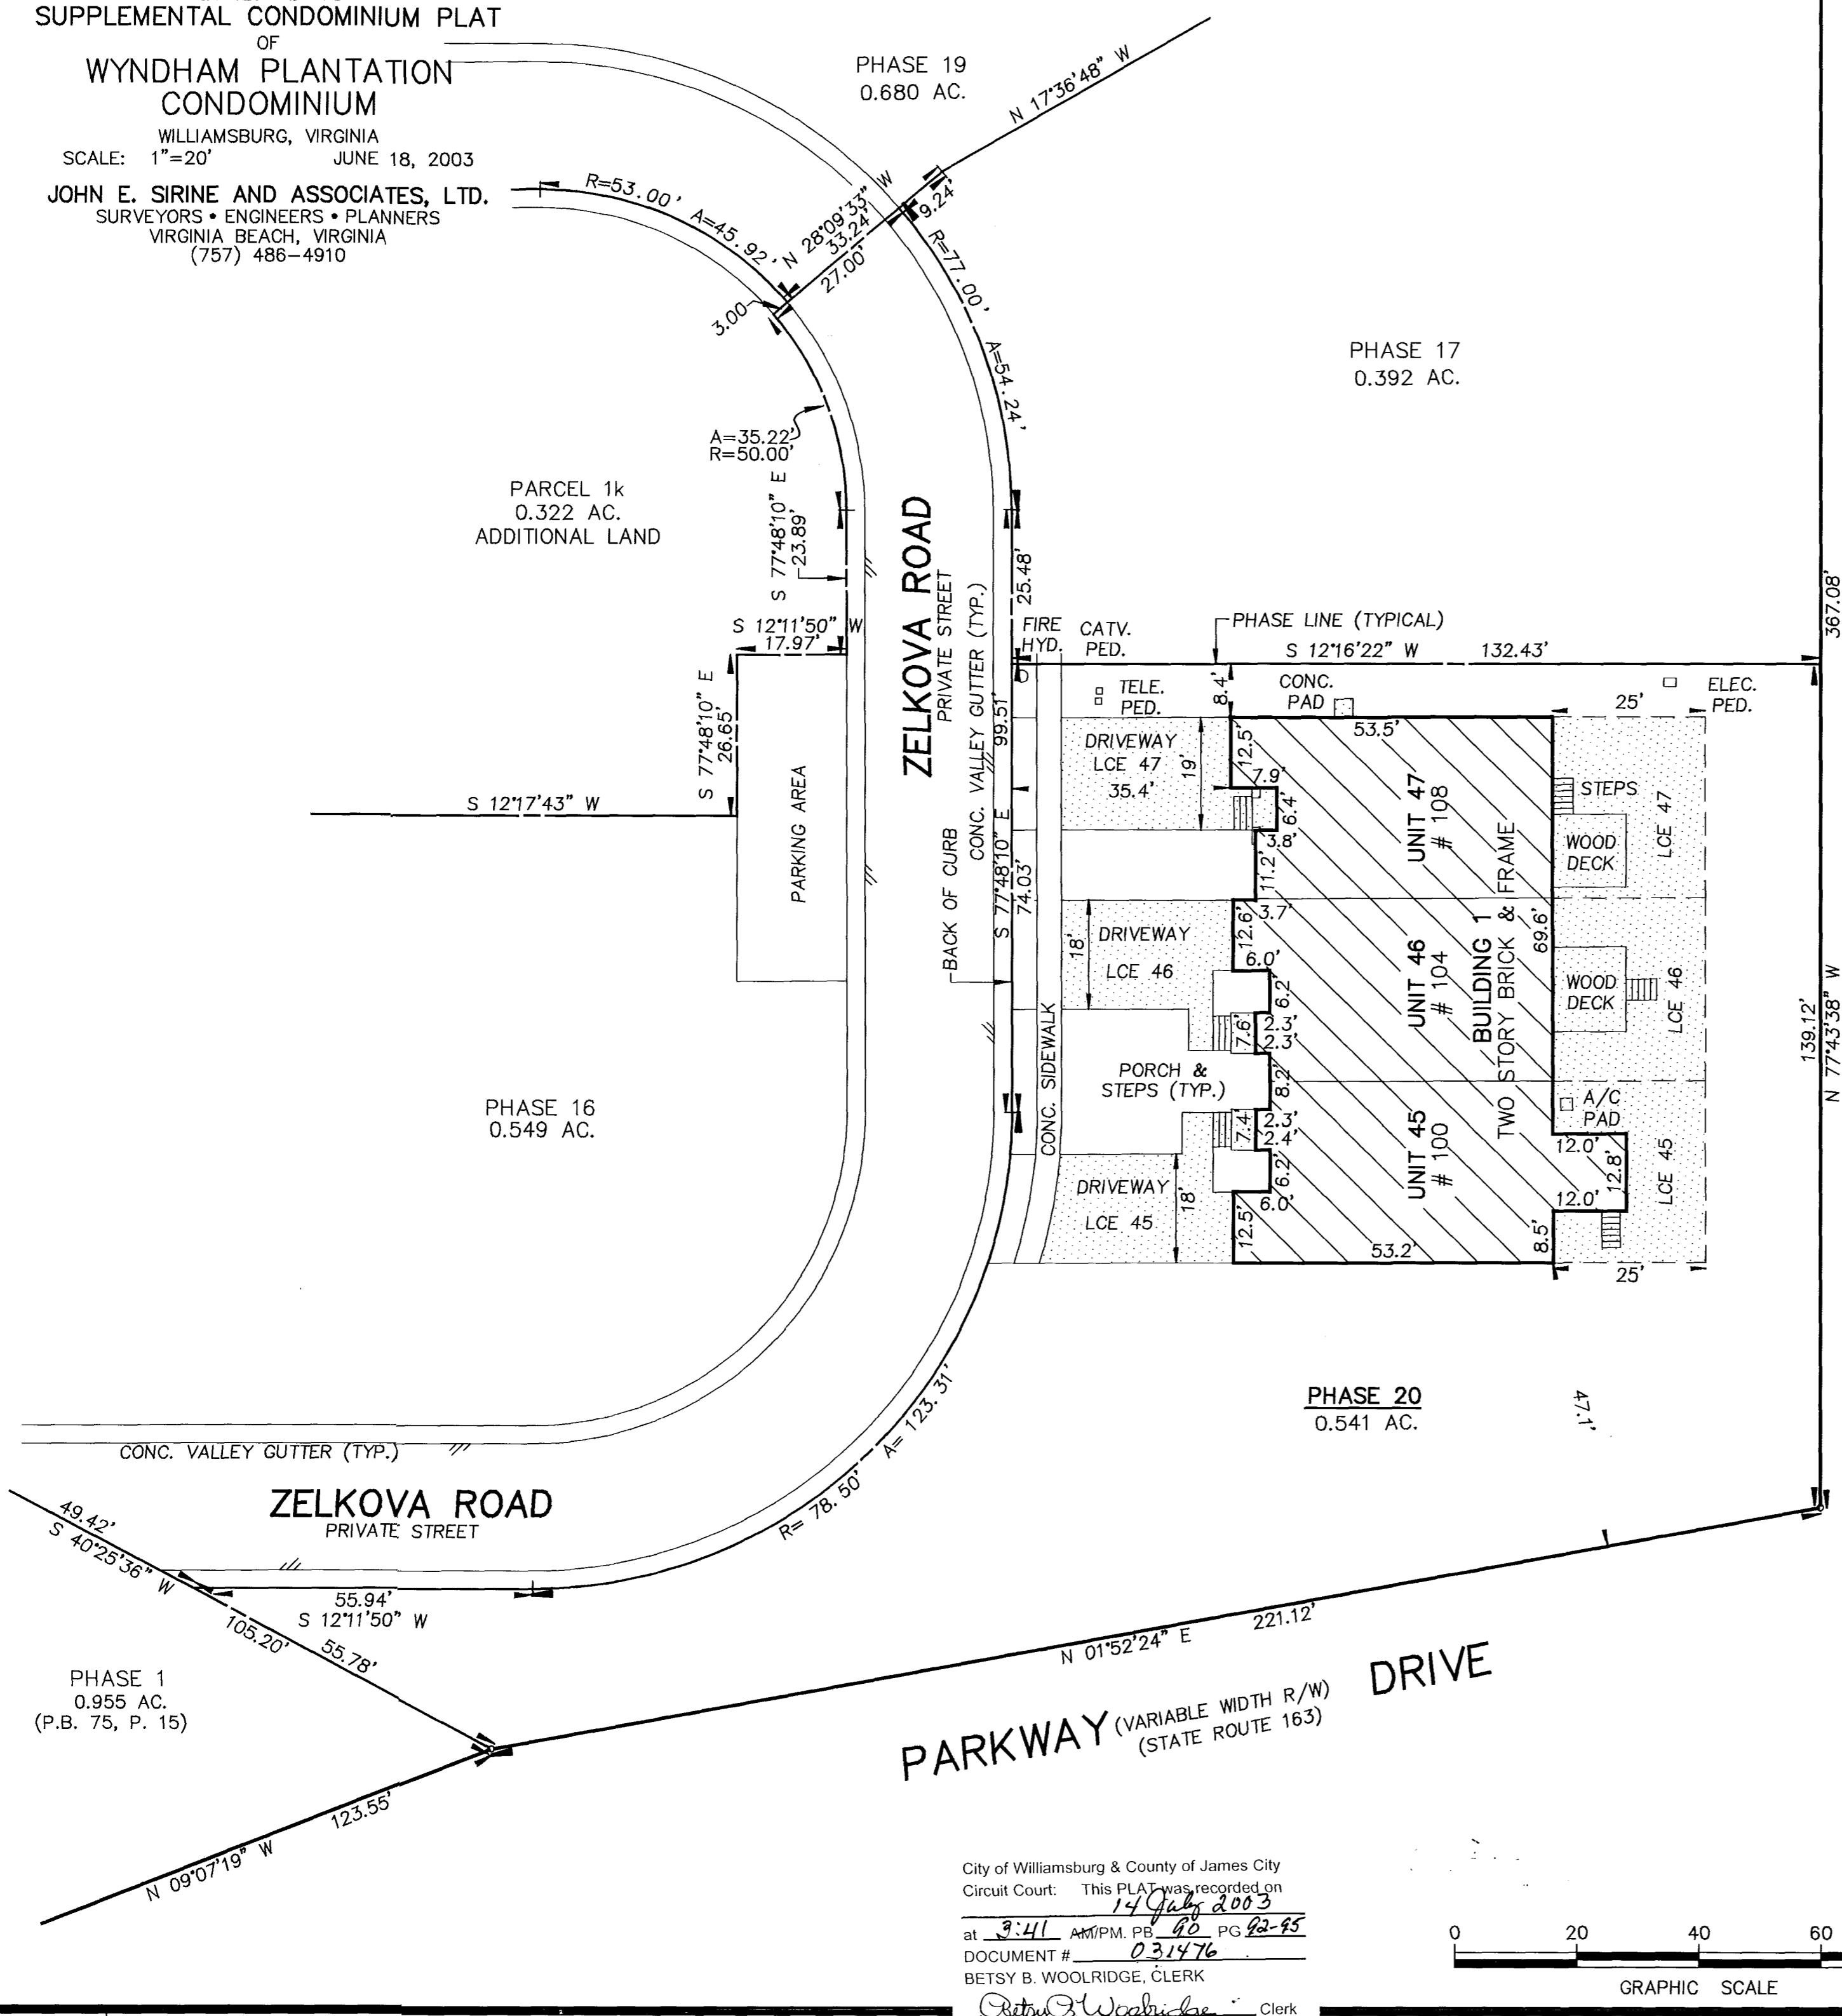 SUPPLEMENTAL CONDOMINIUM PLAT
OF
WYNDHAM PLANTATION
CONDOMINIUM
WILLIAMSBURG, VIRGINIA
SCALE: 1"=20' JUNE 18, 2003
JOHN E. SIRINE AND ASSOCIATES, LTD.
SURVEYORS • ENGINEERS • PLANNERS
VIRGINIA BEACH, VIRGINIA
(757) 486-4910
PHASE 19
0.680 AC.
N 17°36'48" W
R=53.00' A=45.92'
N 28°09'33" W
33.24'
27.00'
9.24'
3.00
R=77.00' A=54.24'
PHASE 17
0.392 AC.
A=35.22'
R=50.00'
PARCEL 1k
0.322 AC.
ADDITIONAL LAND
S 77°48'10" E
23.89'
S 12°11'50" W
17.97'
S 77°48'10" E
26.65'
S 12°17'43" W
PARKING AREA
ZELKOVA ROAD
PRIVATE STREET
CONC. VALLEY GUTTER (TYP.)
BACK OF CURB
25.48'
99.51'
S 77°48'10" E
74.03'
FIRE
HYD.
CATV.
PED.
PHASE LINE (TYPICAL)
S 12°16'22" W 132.43'
367.08'
TELE.
PED.
8.4'
CONC.
PAD
25'
ELEC.
PED.
DRIVEWAY
LCE 47
35.4'
19'
12.5'
53.5'
7.9'
6.4'
3.8'
11.2'
UNIT 47
# 108
STEPS
WOOD
DECK
LCE 47
3.7'
12.6'
6.0'
6.2'
DRIVEWAY
LCE 46
18'
UNIT 46
# 104
BUILDING 1
TWO STORY BRICK & FRAME
69.6'
WOOD
DECK
LCE 46
7.6'
2.3'
2.3'
8.2'
PORCH &
STEPS (TYP.)
CONC. SIDEWALK
7.4'
2.3'
2.4'
6.2'
6.0'
UNIT 45
# 100
A/C
PAD
12.0'
12.8'
12.0'
LCE 45
DRIVEWAY
LCE 45
18'
12.5'
53.2'
8.5'
25'
139.12'
N 77°43'38" W
PHASE 16
0.549 AC.
PHASE 20
0.541 AC.
47.1'
R= 78.50' A= 123.31'
CONC. VALLEY GUTTER (TYP.)
ZELKOVA ROAD
PRIVATE STREET
49.42'
S 40°25'36" W
55.94'
S 12°11'50" W
105.20'
55.78'
PHASE 1
0.955 AC.
(P.B. 75, P. 15)
N 01°52'24" E 221.12'
PARKWAY (VARIABLE WIDTH R/W) DRIVE
(STATE ROUTE 163)
N 09°07'19" W 123.55'
City of Williamsburg & County of James City
Circuit Court: This PLAT was recorded on
14 July 2003
at 3:41 AM/PM. PB 90 PG 92-95
DOCUMENT # 031476
BETSY B. WOOLRIDGE, CLERK
Betsy B Woolridge Clerk
0 20 40 60
GRAPHIC SCALE